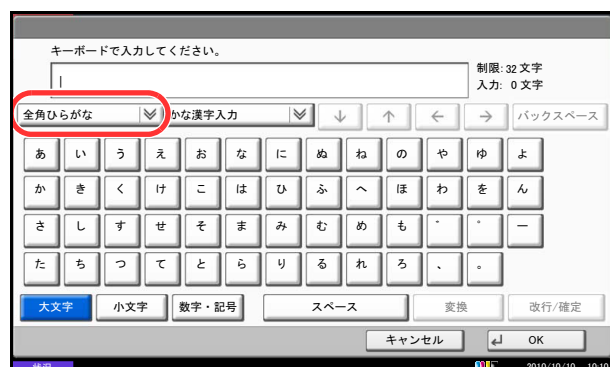 キーボードで入力してください。
制限: 32 文字
入力: 0 文字
全角ひらがな かな漢字入力 ↓ ↑ ← → バックスペース
あ い う え お な に ぬ ね の や ゆ よ
か き く け こ は ひ ふ へ ほ わ を ん
さ し す せ そ ま み む め も ゛ ゜ ー
た ち つ て と ら り る れ ろ 、 。
大文字 小文字 数字・記号 スペース 変換 改行/確定
キャンセル OK
状況 2010/10/10 10:10